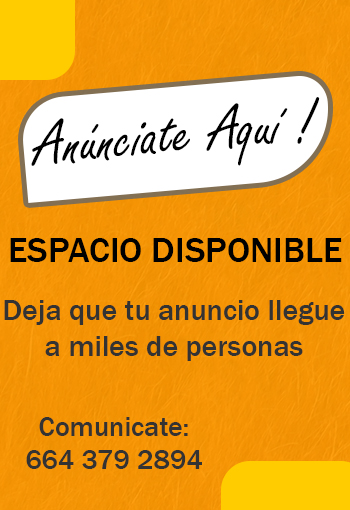 Anúnciate Aquí !
ESPACIO DISPONIBLE
Deja que tu anuncio llegue
a miles de personas
Comunicate:
664 379 2894